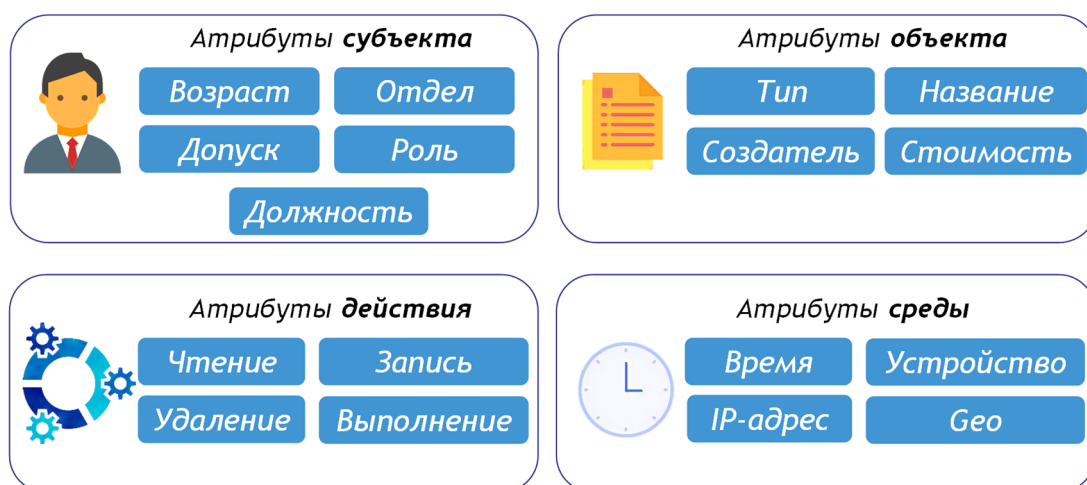 Атрибуты субъекта
Возраст
Отдел
Допуск
Роль
Должность
Атрибуты объекта
Тип
Название
Создатель
Стоимость
Атрибуты действия
Чтение
Запись
Удаление
Выполнение
Атрибуты среды
Время
Устройство
IP-адрес
Geo